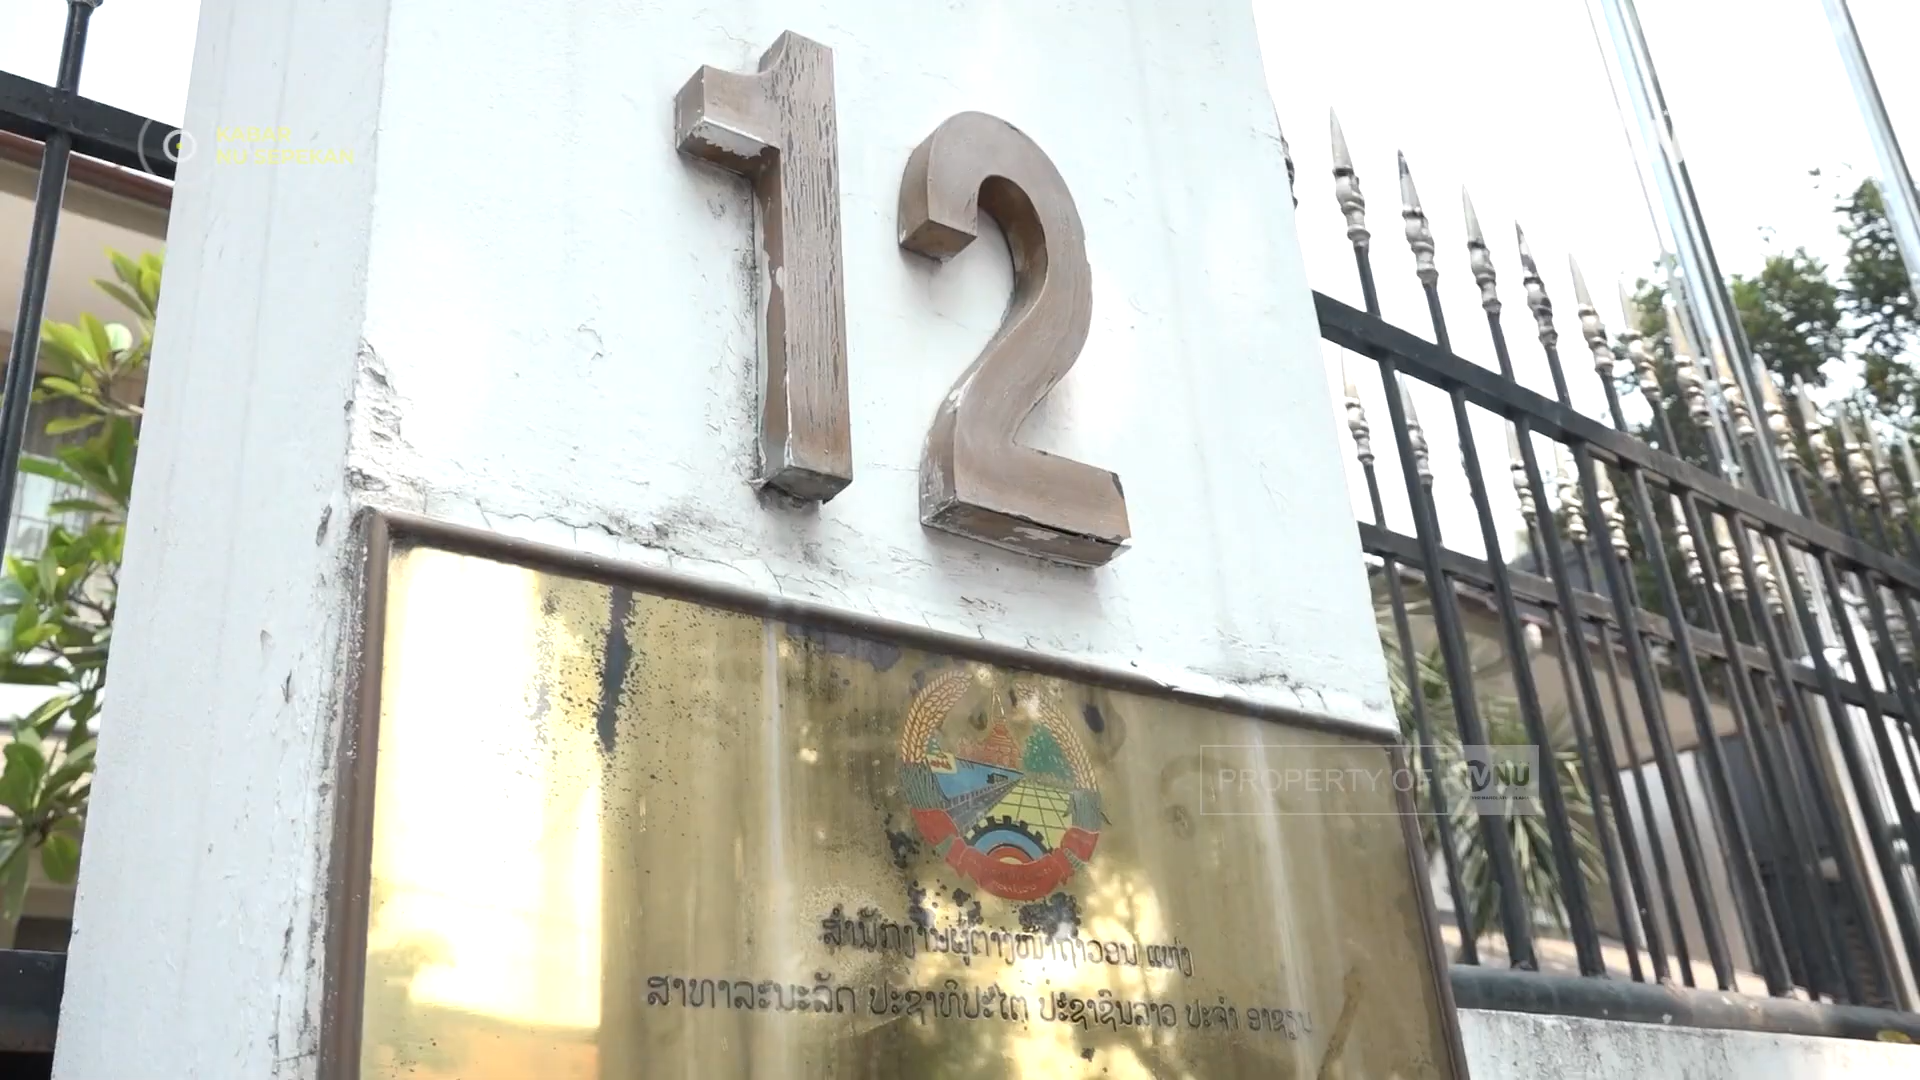 KABAR
NU SEPEKAN
12
PROPERTY OF TVNU
ສຳນັກງານຜູ້ຕາງໜ້າຖາວອນ ແຫ່ງ
ສາທາລະນະລັດ ປະຊາທິປະໄຕ ປະຊາຊົນລາວ ປະຈຳ ອາຊຽນ